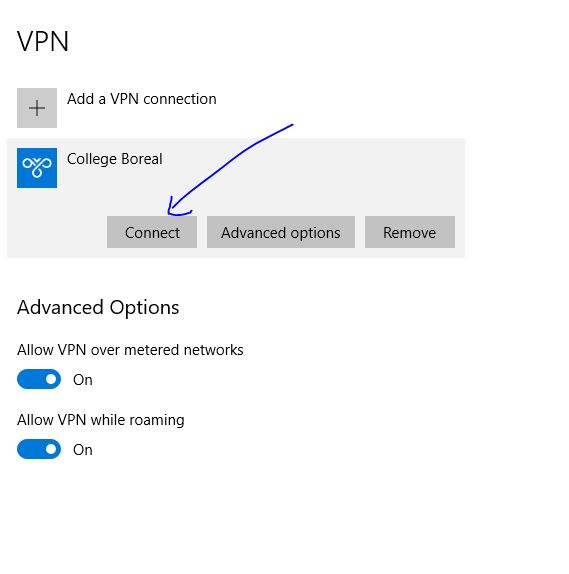 VPN
Add a VPN connection
College Boreal
Connect Advanced options Remove
Advanced Options
Allow VPN over metered networks
On
Allow VPN while roaming
On